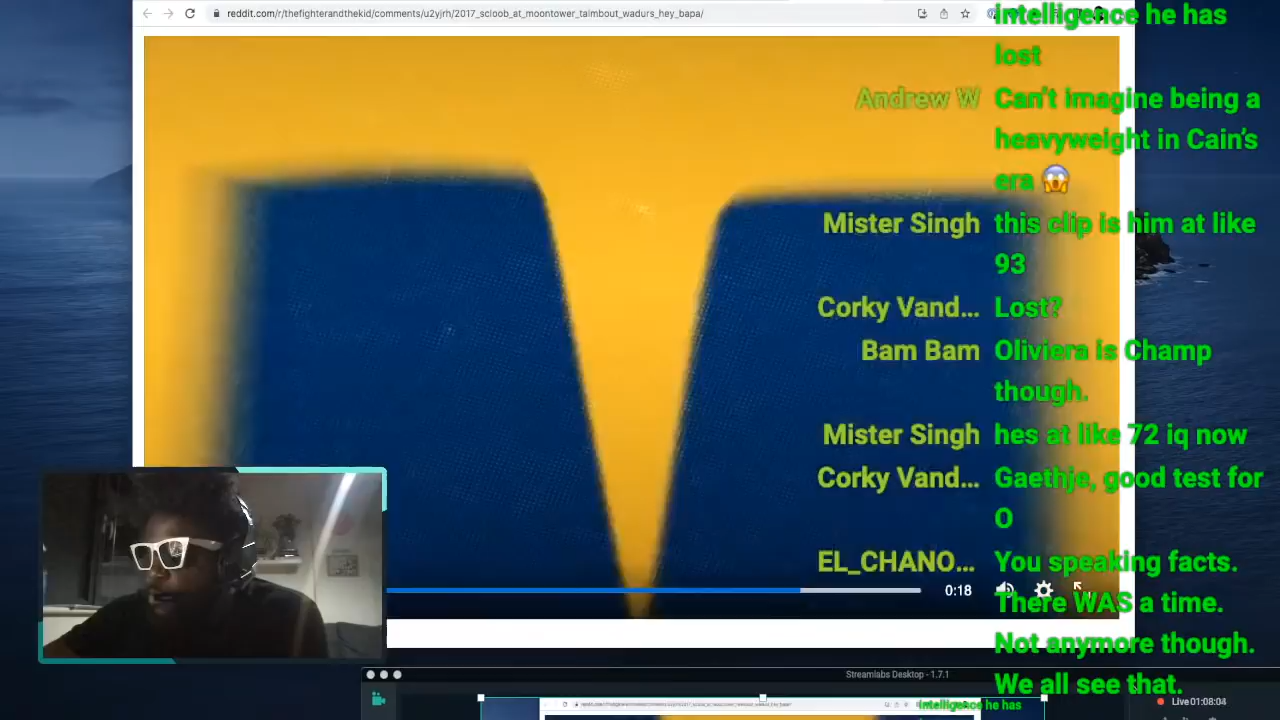 reddit.com/r/thefighterandthekid/comments/u2yjrh/2017_scloob_at_moontower_talmbout_wadurs_hey_bapa/
intelligence he has
lost
Andrew W Can't imagine being a
heavyweight in Cain's
era 😱
Mister Singh this clip is him at like
93
Corky Vand... Lost?
Bam Bam Oliviera is Champ
though.
Mister Singh hes at like 72 iq now
Corky Vand... Gaethje, good test for
O
EL_CHANO... You speaking facts.
0:18
There WAS a time.
Not anymore though.
We all see that.
Streamlabs Desktop - 1.7.1
Live 01:08:04
intelligence he has